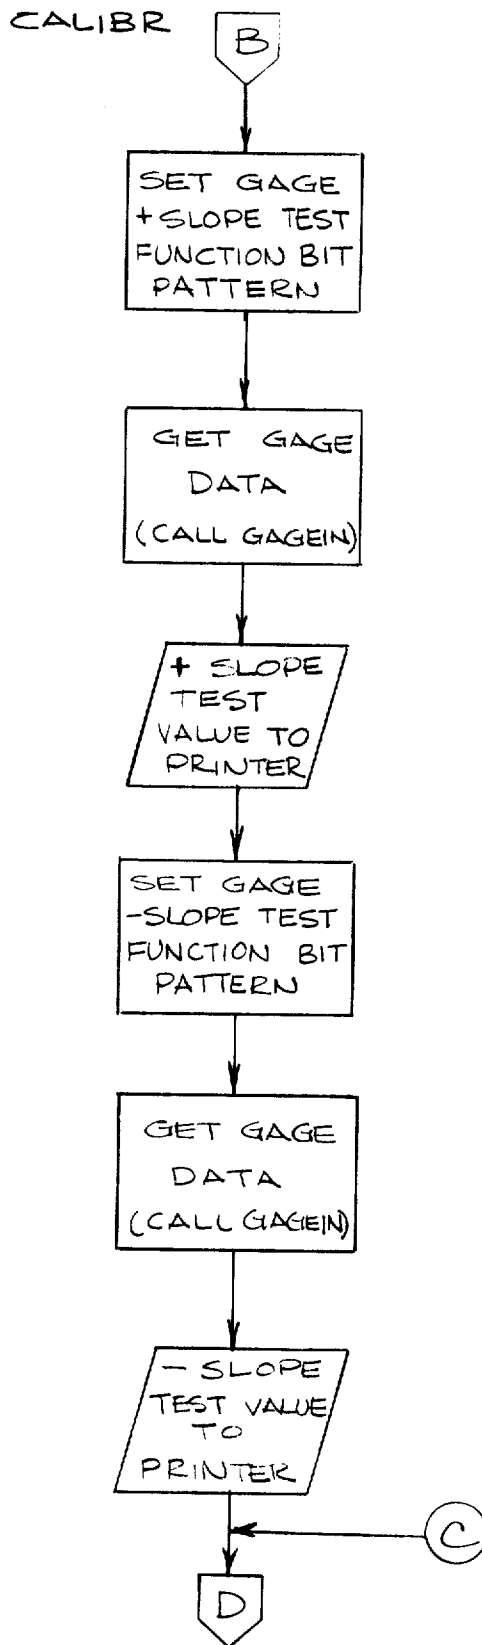 CALIBR
B
SET GAGE
+SLOPE TEST
FUNCTION BIT
PATTERN
GET GAGE
DATA
(CALL GAGEIN)
+ SLOPE
TEST
VALUE TO
PRINTER
SET GAGE
-SLOPE TEST
FUNCTION BIT
PATTERN
GET GAGE
DATA
(CALL GAGEIN)
- SLOPE
TEST VALUE
TO
PRINTER
C
D